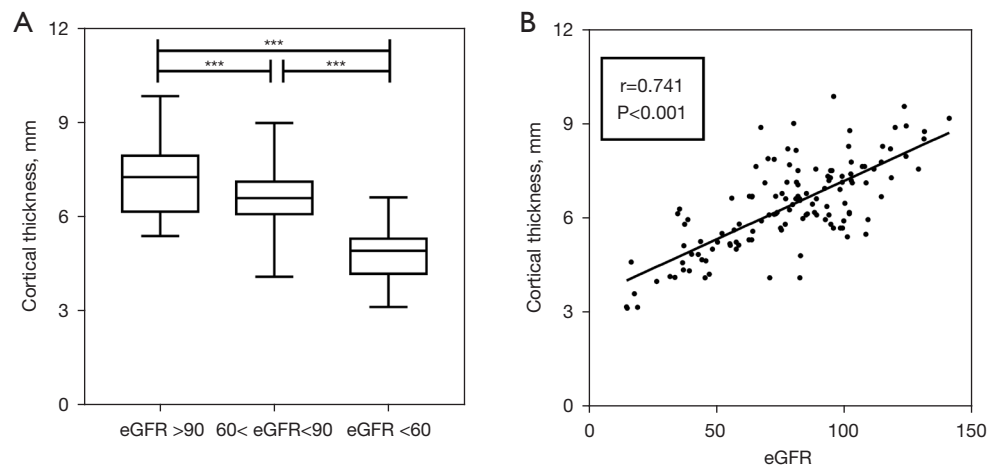 A
12
9
6
3
0
Cortical thickness, mm
***
*** ***
eGFR >90 60< eGFR<90 eGFR <60
B
12
9
6
3
0
Cortical thickness, mm
r=0.741
P<0.001
0 50 100 150
eGFR